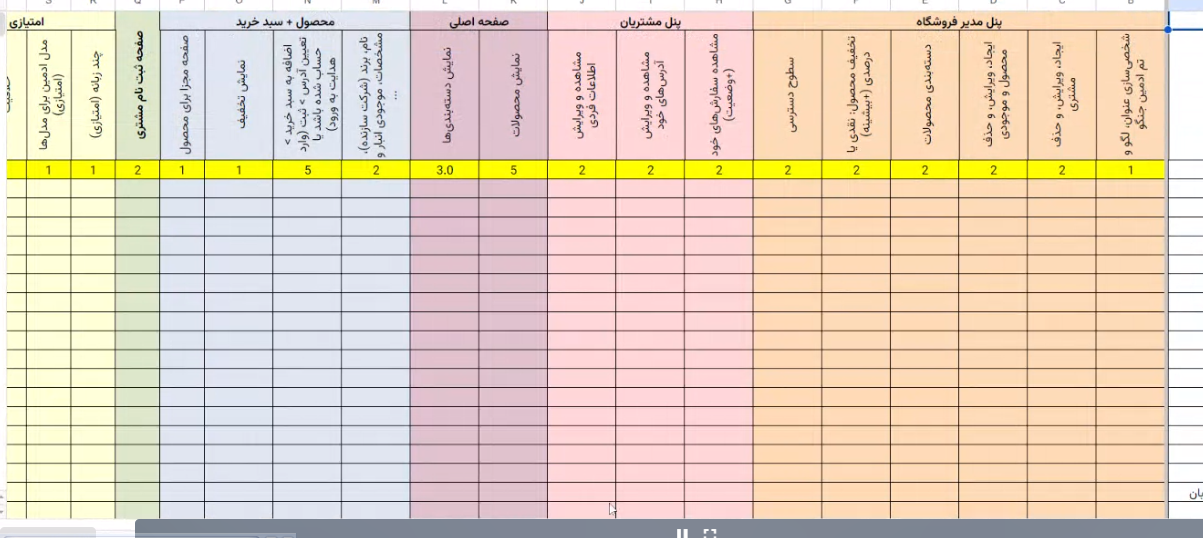 S R Q P O N M L K J I H G F E D C B
پنل مدیر فروشگاه
پنل مشتریان
صفحه اصلی
محصول + سبد خرید
امتیازی
شخصی‌سازی عنوان، لگو و
تم ادمین جنگو
ایجاد، ویرایش، و حذف
مشتری
ایجاد، ویرایش، و حذف
محصول و موجودی
دسته‌بندی محصولات
تخفیف محصول: نقدی یا
درصدی (+بیشینه)
سطوح دسترسی
مشاهده سفارش‌های خود
(+وضعیت)
مشاهده و ویرایش
آدرس‌های خود
مشاهده و ویرایش
اطلاعات فردی
نمایش محصولات
نمایش دسته‌بندی‌ها
نام، برند (شرکت سازنده)،
مشخصات، موجودی انبار و
...
اضافه به سبد خرید >
تعیین آدرس > ثبت (وارد
حساب شده باشد یا
هدایت به ورود)
نمایش تخفیف
صفحه مجزا برای محصول
صفحه ثبت نام مشتری
چند زبانه (امتیازی)
مدل ادمین برای مدل‌ها
(امتیازی)
1 2 2 2 2 2 2 2 2 5 3.0 2 5 1 1 2 1 1